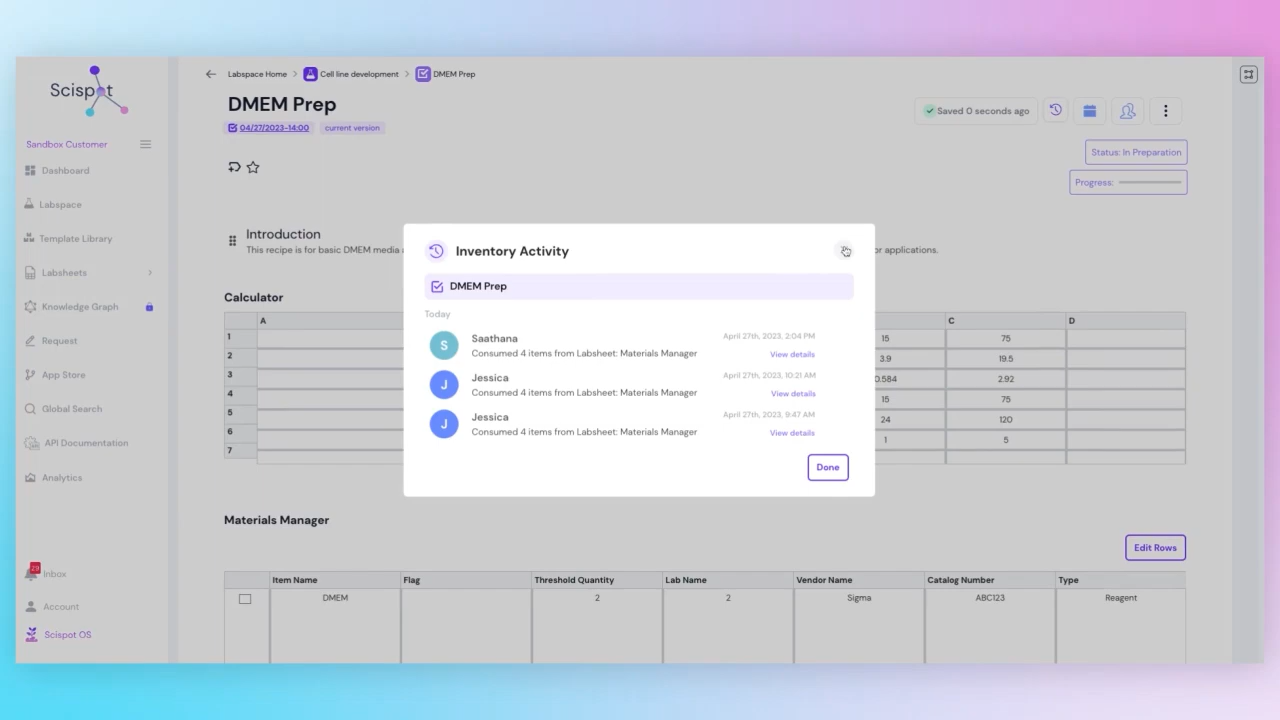 Scispot
Sandbox Customer
Dashboard
Labspace
Template Library
Labsheets
Knowledge Graph
Request
App Store
Global Search
API Documentation
Analytics
29
Inbox
Account
Scispot OS
Labspace Home > Cell line development > DMEM Prep
DMEM Prep
04/27/2023-14:00 current version
Saved 0 seconds ago
Status: In Preparation
Progress:
Introduction
This recipe is for basic DMEM media
applications.
Calculator
A C D
1 15 75
2 3.9 19.5
3 0.584 2.92
4 15 75
5 24 120
6 1 5
7
Inventory Activity
DMEM Prep
Today
S Saathana April 27th, 2023, 2:04 PM
Consumed 4 items from Labsheet: Materials Manager View details
J Jessica April 27th, 2023, 10:21 AM
Consumed 4 items from Labsheet: Materials Manager View details
J Jessica April 27th, 2023, 9:47 AM
Consumed 4 items from Labsheet: Materials Manager View details
Done
Materials Manager
Edit Rows
Item Name Flag Threshold Quantity Lab Name Vendor Name Catalog Number Type
DMEM 2 2 Sigma ABC123 Reagent